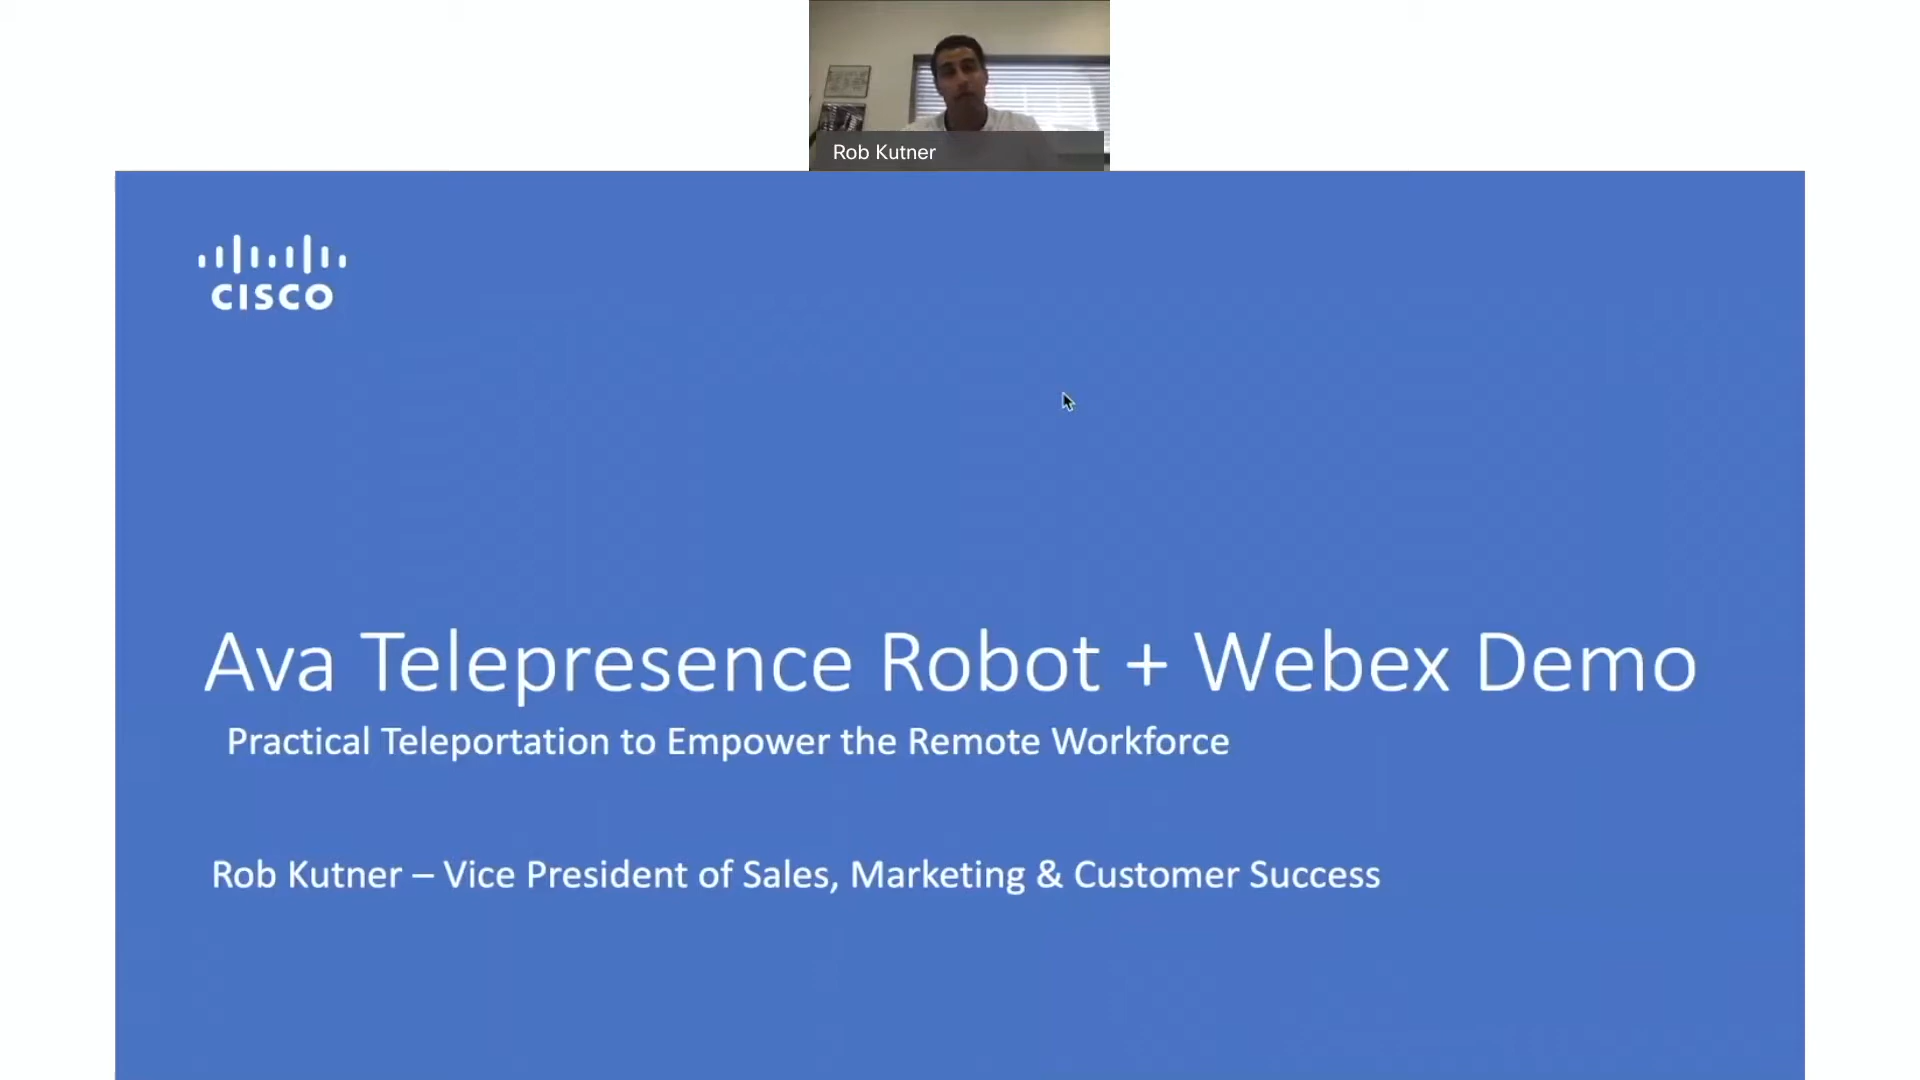 Rob Kutner
CISCO
Ava Telepresence Robot + Webex Demo
Practical Teleportation to Empower the Remote Workforce
Rob Kutner – Vice President of Sales, Marketing & Customer Success